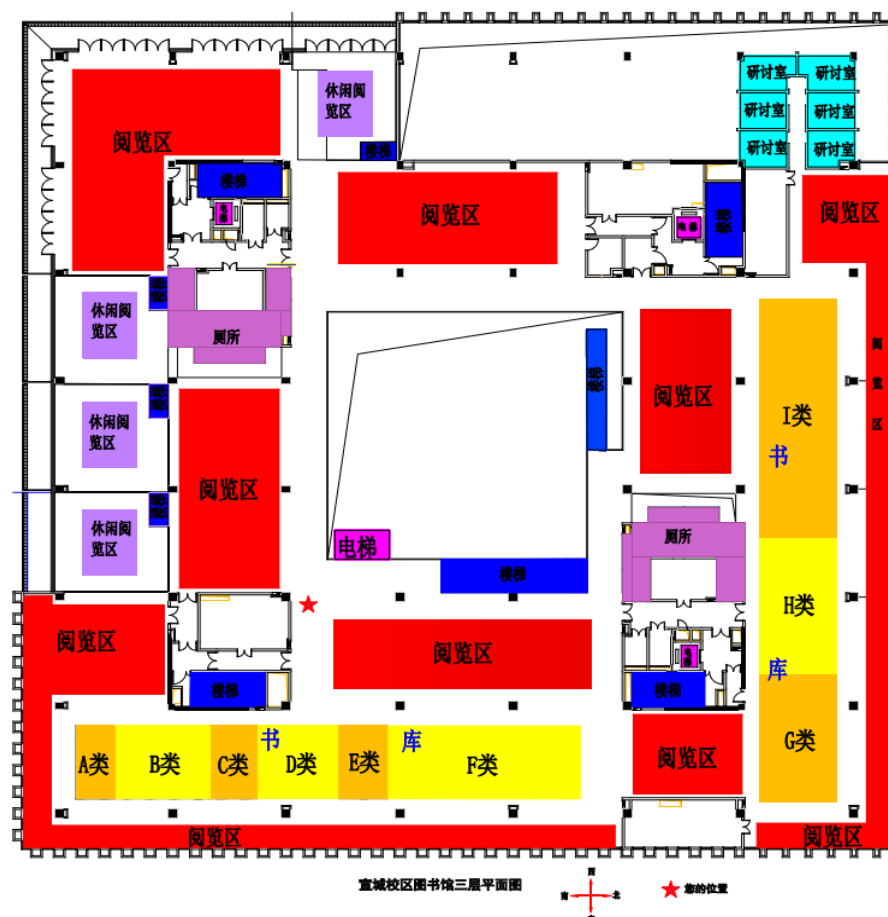 休闲阅
览区
研讨室
研讨室
研讨室
研讨室
研讨室
研讨室
阅览区
楼梯
楼梯
电梯
阅览区
电梯
楼梯
阅览区
休闲阅
览区
楼梯
厕所
楼梯
阅览区
阅览区
I类
书
休闲阅
览区
楼梯
阅览区
休闲阅
览区
楼梯
电梯
楼梯
厕所
H类
阅览区
阅览区
电梯
库
楼梯
楼梯
A类
B类
C类
书
D类
E类
库
F类
阅览区
G类
阅览区
阅览区
宣城校区图书馆三层平面图
西
南
北
您的位置